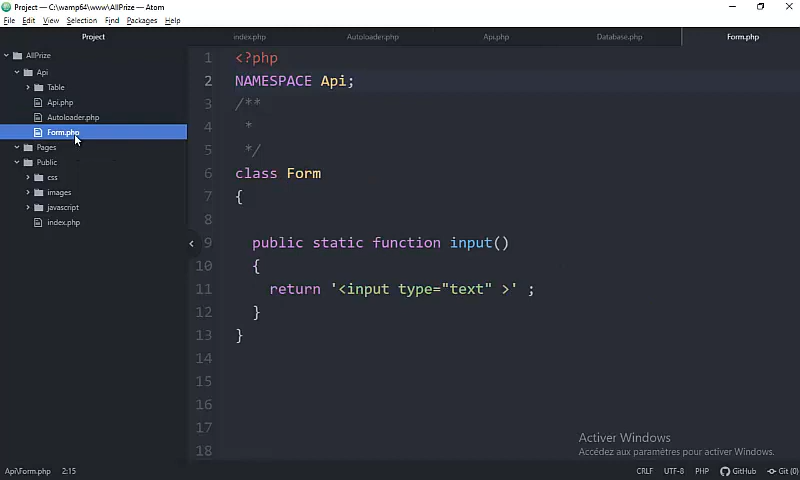 Project — C:\wamp64\www\AllPrize — Atom
File Edit View Selection Find Packages Help
Project
index.php Autoloader.php Api.php Database.php Form.php
AllPrize
Api
Table
Api.php
Autoloader.php
Form.php
Pages
Public
css
images
javascript
index.php
1 <?php
2 NAMESPACE Api;
3 /**
4 *
5 */
6 class Form
7 {
8
9 public static function input()
10 {
11 return '<input type="text" >' ;
12 }
13 }
14
15
16
17
18
Activer Windows
Accédez aux paramètres pour activer Windows.
Api\Form.php 2:15 CRLF UTF-8 PHP GitHub Git (0)